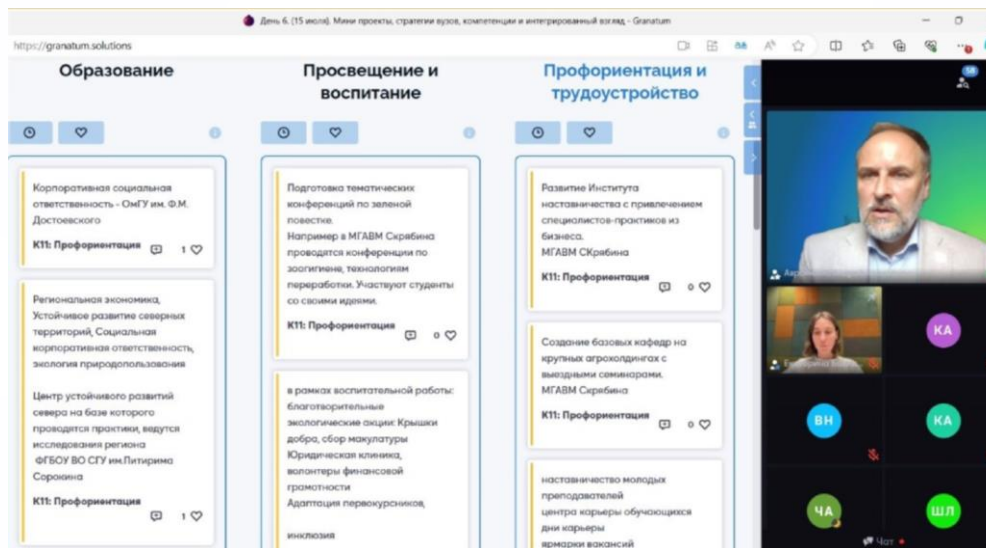 День 6. (15 июля). Мини проекты, стратегии вузов, компетенции и интегрированный взгляд - Granatum
https://granatum.solutions
Образование
Корпоративная социальная
ответственность - ОмГУ им. Ф.М.
Достоевского
К11: Профориентация
1
Региональная экономика,
Устойчивое развитие северных
территорий, Социальная
корпоративная ответственность,
экология природопользования
Центр устойчивого развитий
севера на базе которого
проводятся практики, ведутся
исследования региона
ФГБОУ ВО СГУ им.Питирима
Сорокина
К11: Профориентация
1
Просвещение и
воспитание
Подготовка тематических
конференций по зеленой
повестке.
Например в МГАВМ Скрябина
проводятся конференции по
зоогигиене, технологиям
переработки. Участвуют студенты
со своими идеями.
К11: Профориентация
0
в рамках воспитательной работы:
благотворительные
экологические акции: Крышки
добра, сбор макулатуры
Юридическая клиника,
волонтеры финансовой
грамотности
Адаптация первокурсников,
инклюзия
Профориентация и
трудоустройство
Развитие Института
наставничества с привлечением
специалистов-практиков из
бизнеса.
МГАВМ СКрябина
К11: Профориентация
0
Создание базовых кафедр на
крупных агрохолдингах с
выездными семинарами.
МГАВМ Скрябина
К11: Профориентация
0
наставничество молодых
преподавателей
центра карьеры обучающихся
дни карьеры
ярмарки вакансий
58
КА
ВН
КА
ЧА
ШЛ
Чат